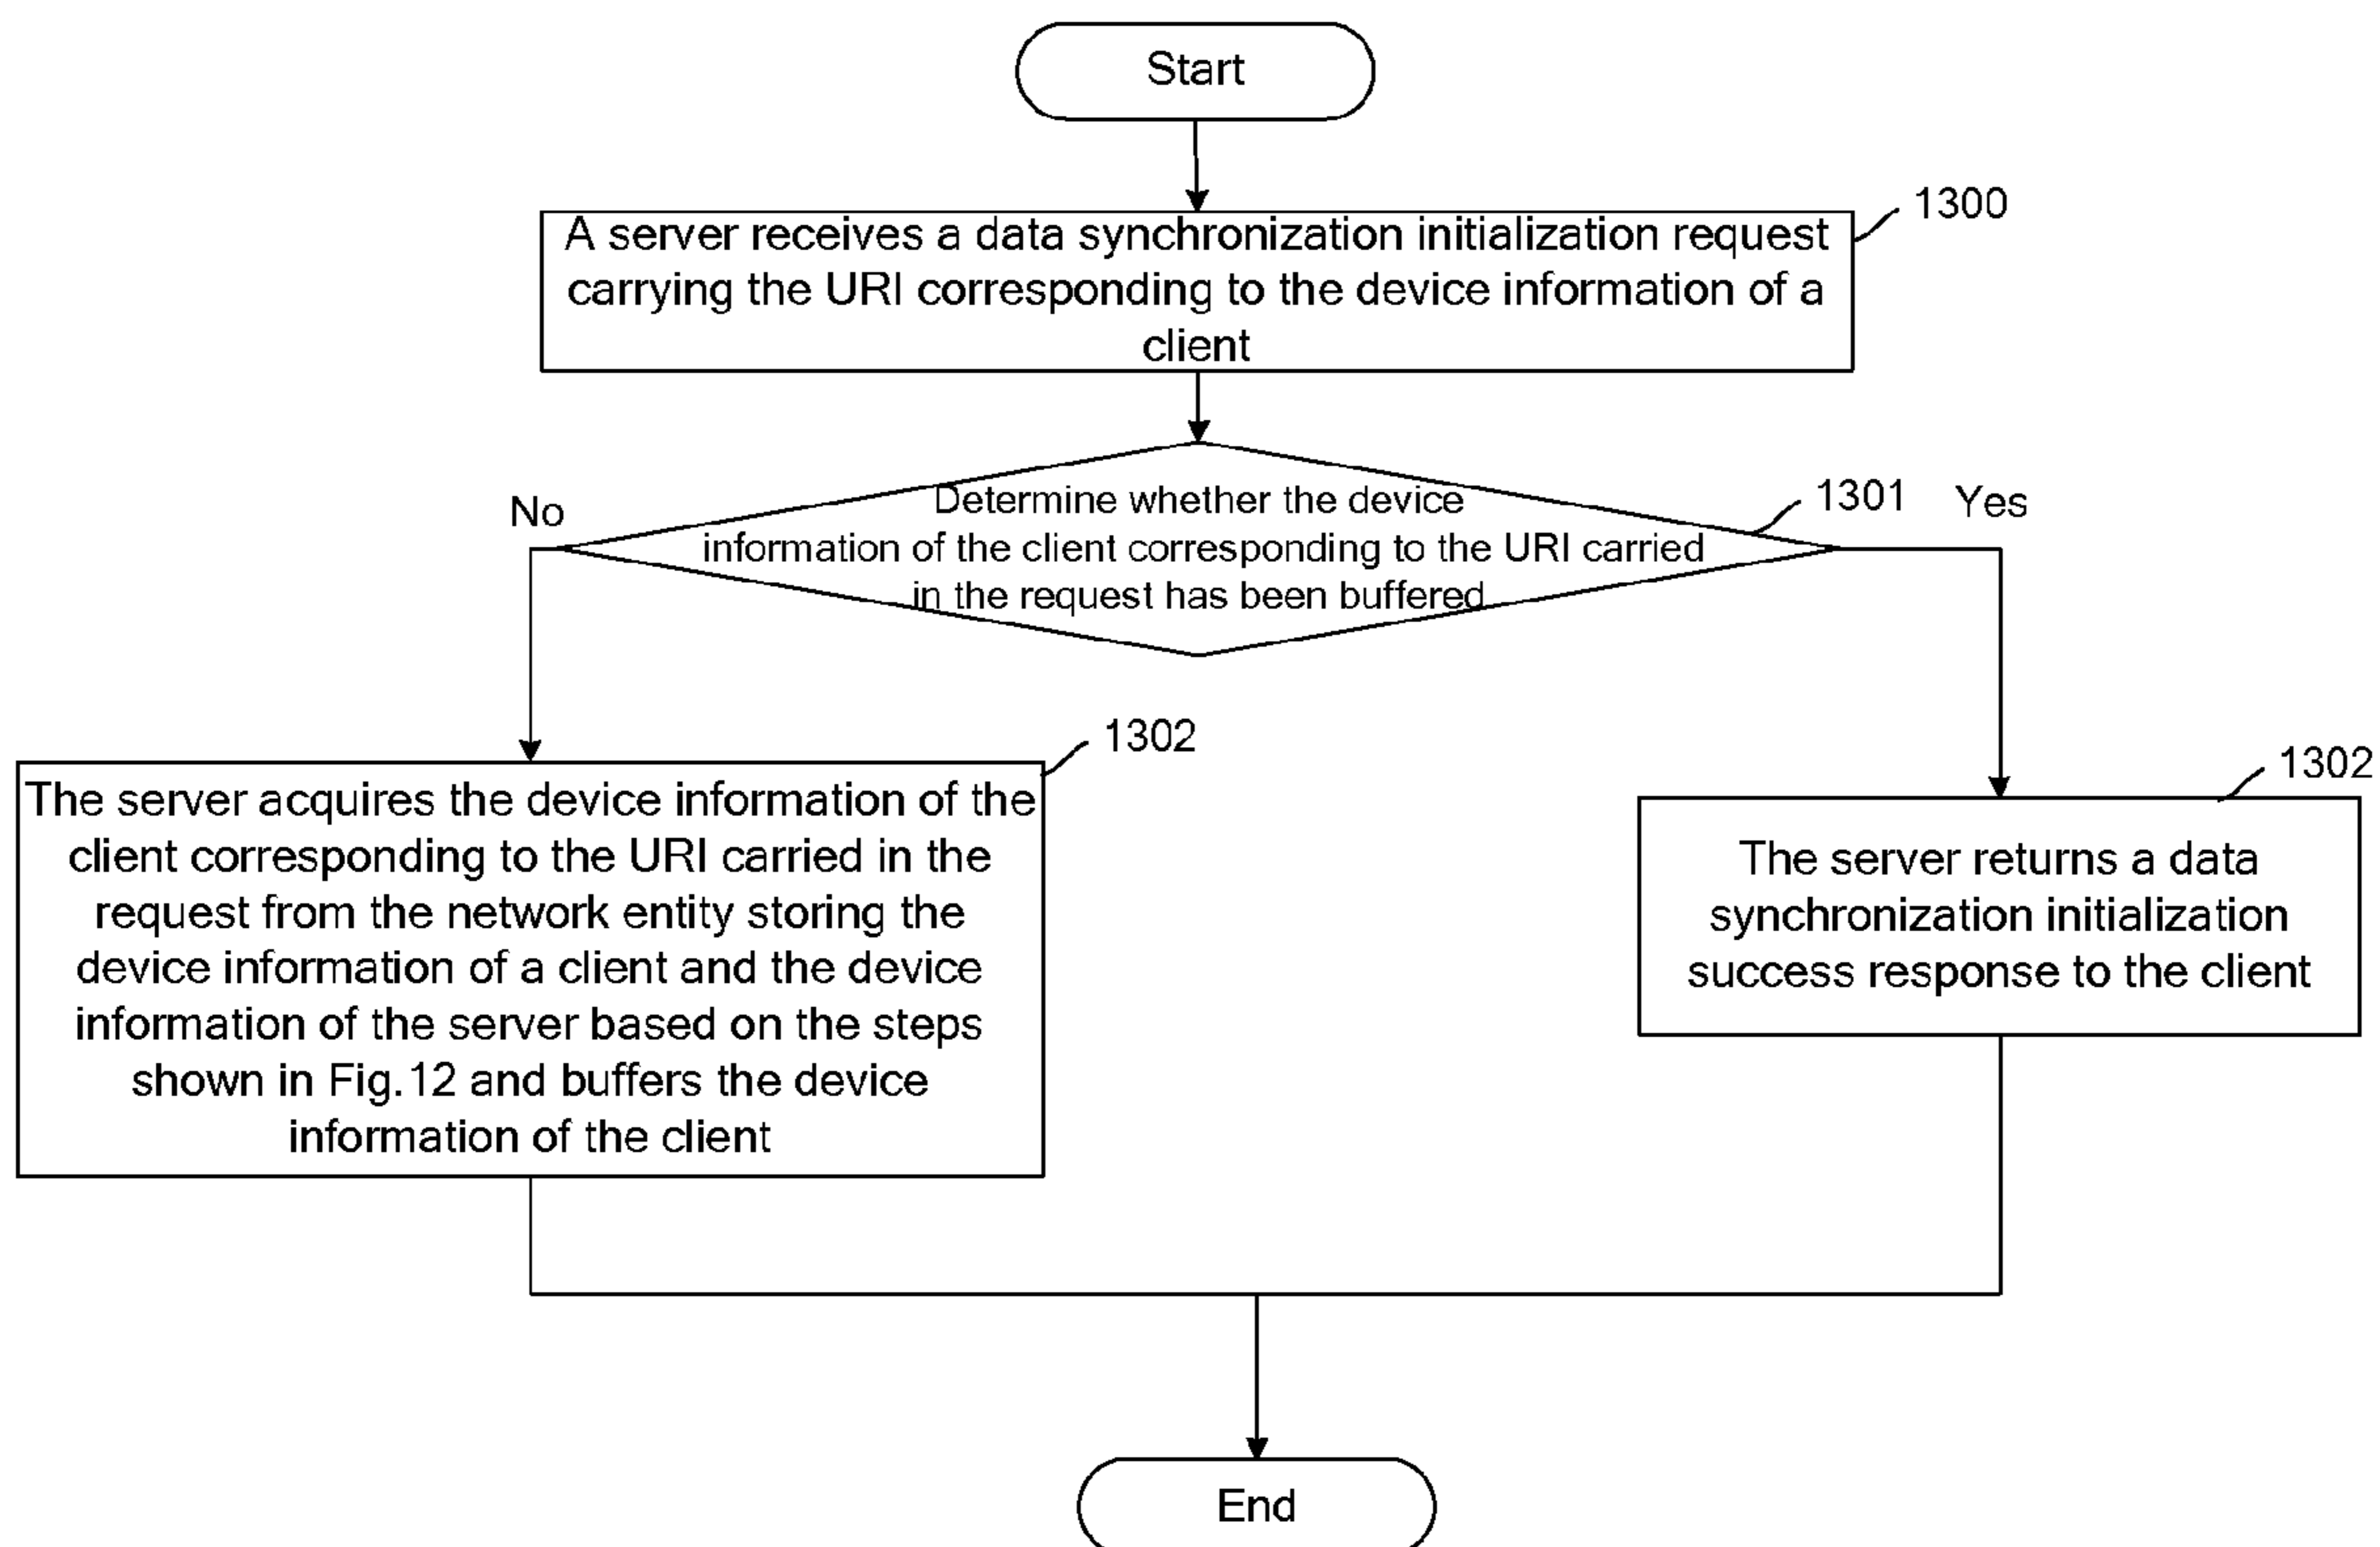 Start
1300
A server receives a data synchronization initialization request
carrying the URI corresponding to the device information of a
client
No
1301
Yes
Determine whether the device
information of the client corresponding to the URI carried
in the request has been buffered
1302
The server acquires the device information of the
client corresponding to the URI carried in the
request from the network entity storing the
device information of a client and the device
information of the server based on the steps
shown in Fig.12 and buffers the device
information of the client
1302
The server returns a data
synchronization initialization
success response to the client
End